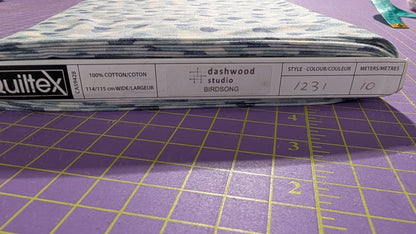 uiltex
CA19428
100% COTTON/COTON
114/115 cm WIDE/LARGEUR
dashwood
studio
BIRDSONG
STYLE - COLOUR/COULEUR
1231
METERS/METRES
10
4
3
2